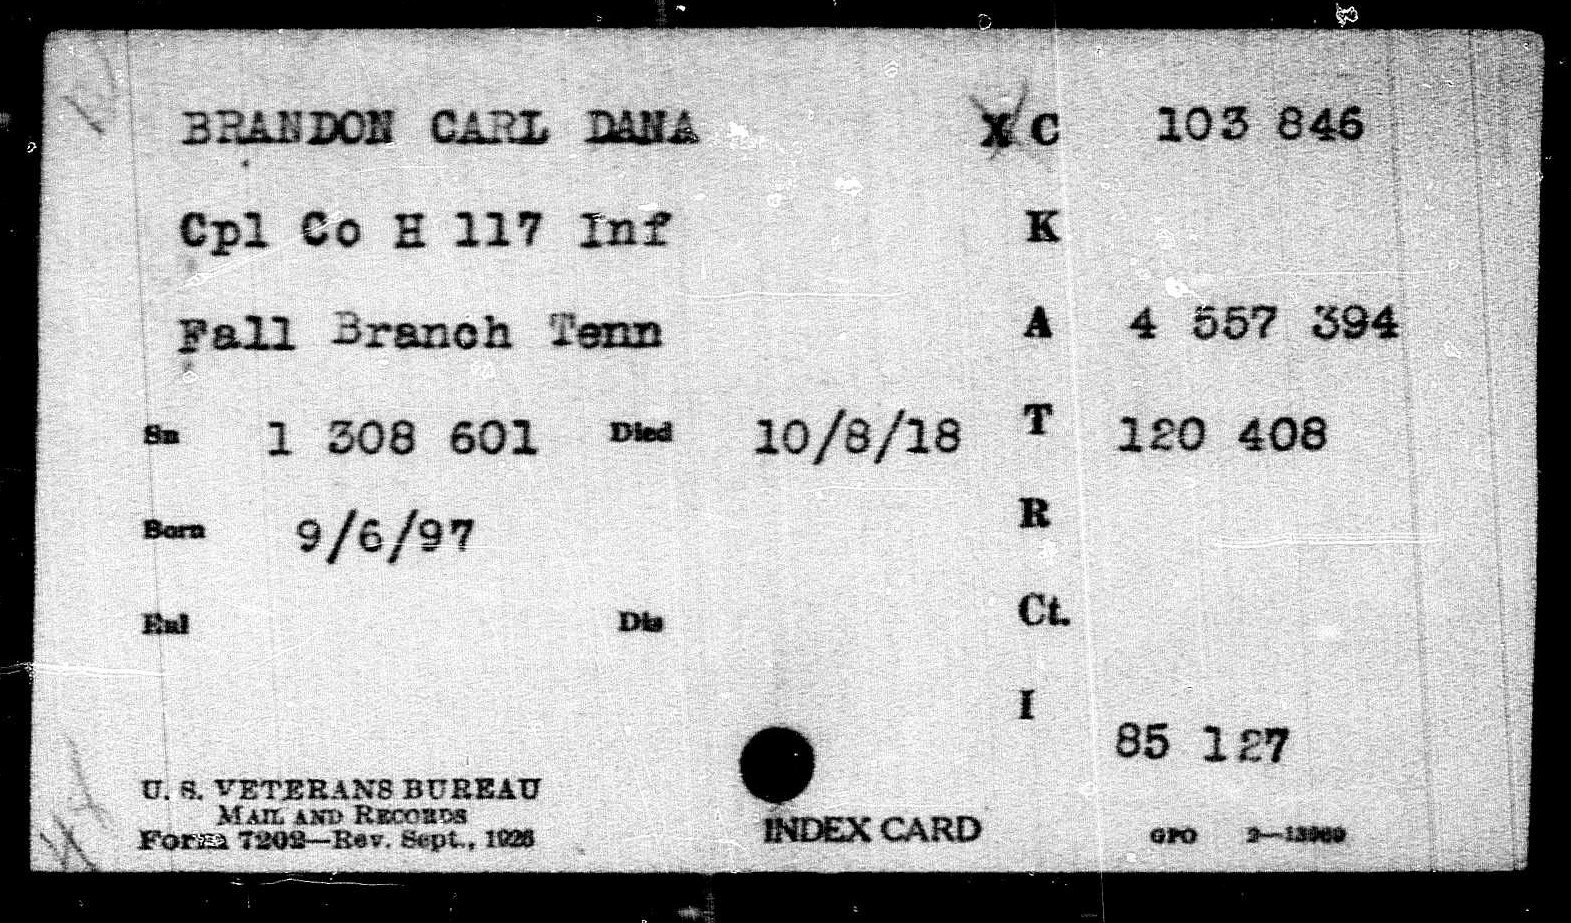 BRANDON CARL DANA X C 103 846
Cpl Co H 117 Inf K
Fall Branch Tenn A 4 557 394
Sn 1 308 601 Died 10/8/18 T 120 408
R
Born 9/6/97
Enl Dis Ct.
I
85 127
U. S. VETERANS BUREAU
MAIL AND RECORDS
Form 7202—Rev. Sept., 1926
INDEX CARD
GPO